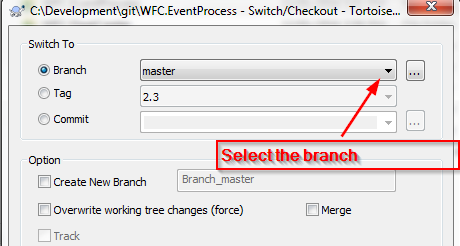 C:\Development\git\WFC.EventProcess - Switch/Checkout - Tortoise...
Switch To
Branch master ...
Tag 2.3
Commit ...
Select the branch
Option
Create New Branch Branch_master
Overwrite working tree changes (force) Merge
Track